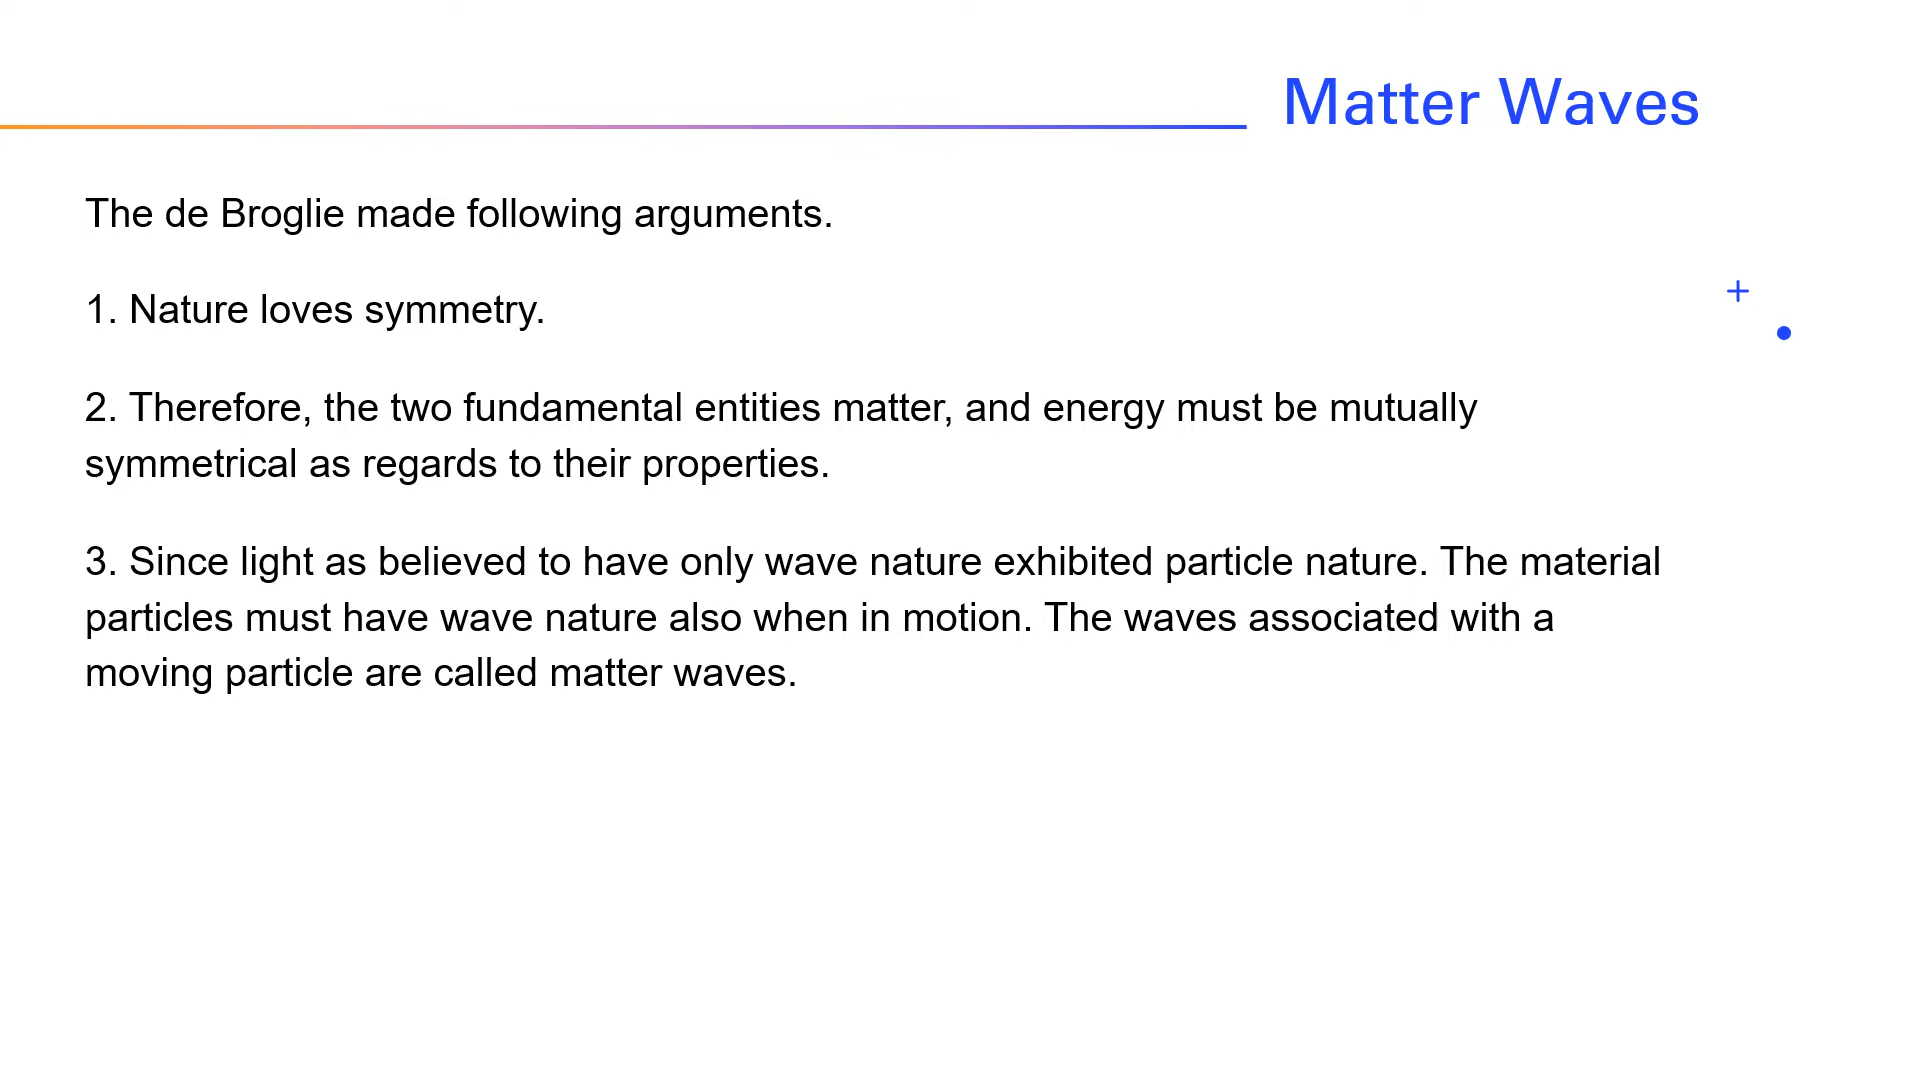 Matter Waves
The de Broglie made following arguments.
1. Nature loves symmetry.
2. Therefore, the two fundamental entities matter, and energy must be mutually
symmetrical as regards to their properties.
3. Since light as believed to have only wave nature exhibited particle nature. The material
particles must have wave nature also when in motion. The waves associated with a
moving particle are called matter waves.